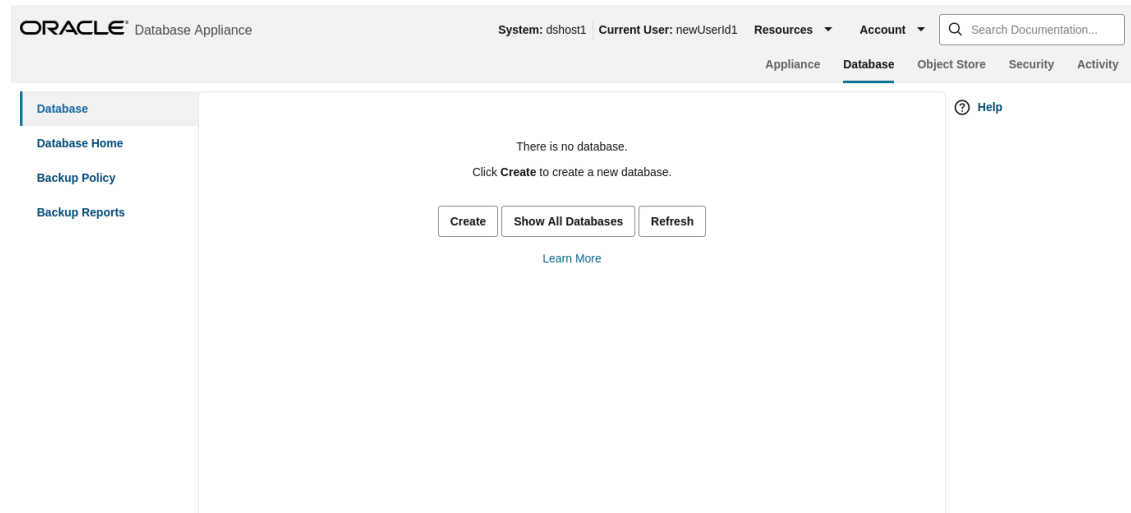 ORACLE® Database Appliance
System: dshost1 Current User: newUserId1 Resources Account Search Documentation...
Appliance Database Object Store Security Activity
Database
Database Home
Backup Policy
Backup Reports
There is no database.
Click Create to create a new database.
Create Show All Databases Refresh
Learn More
Help